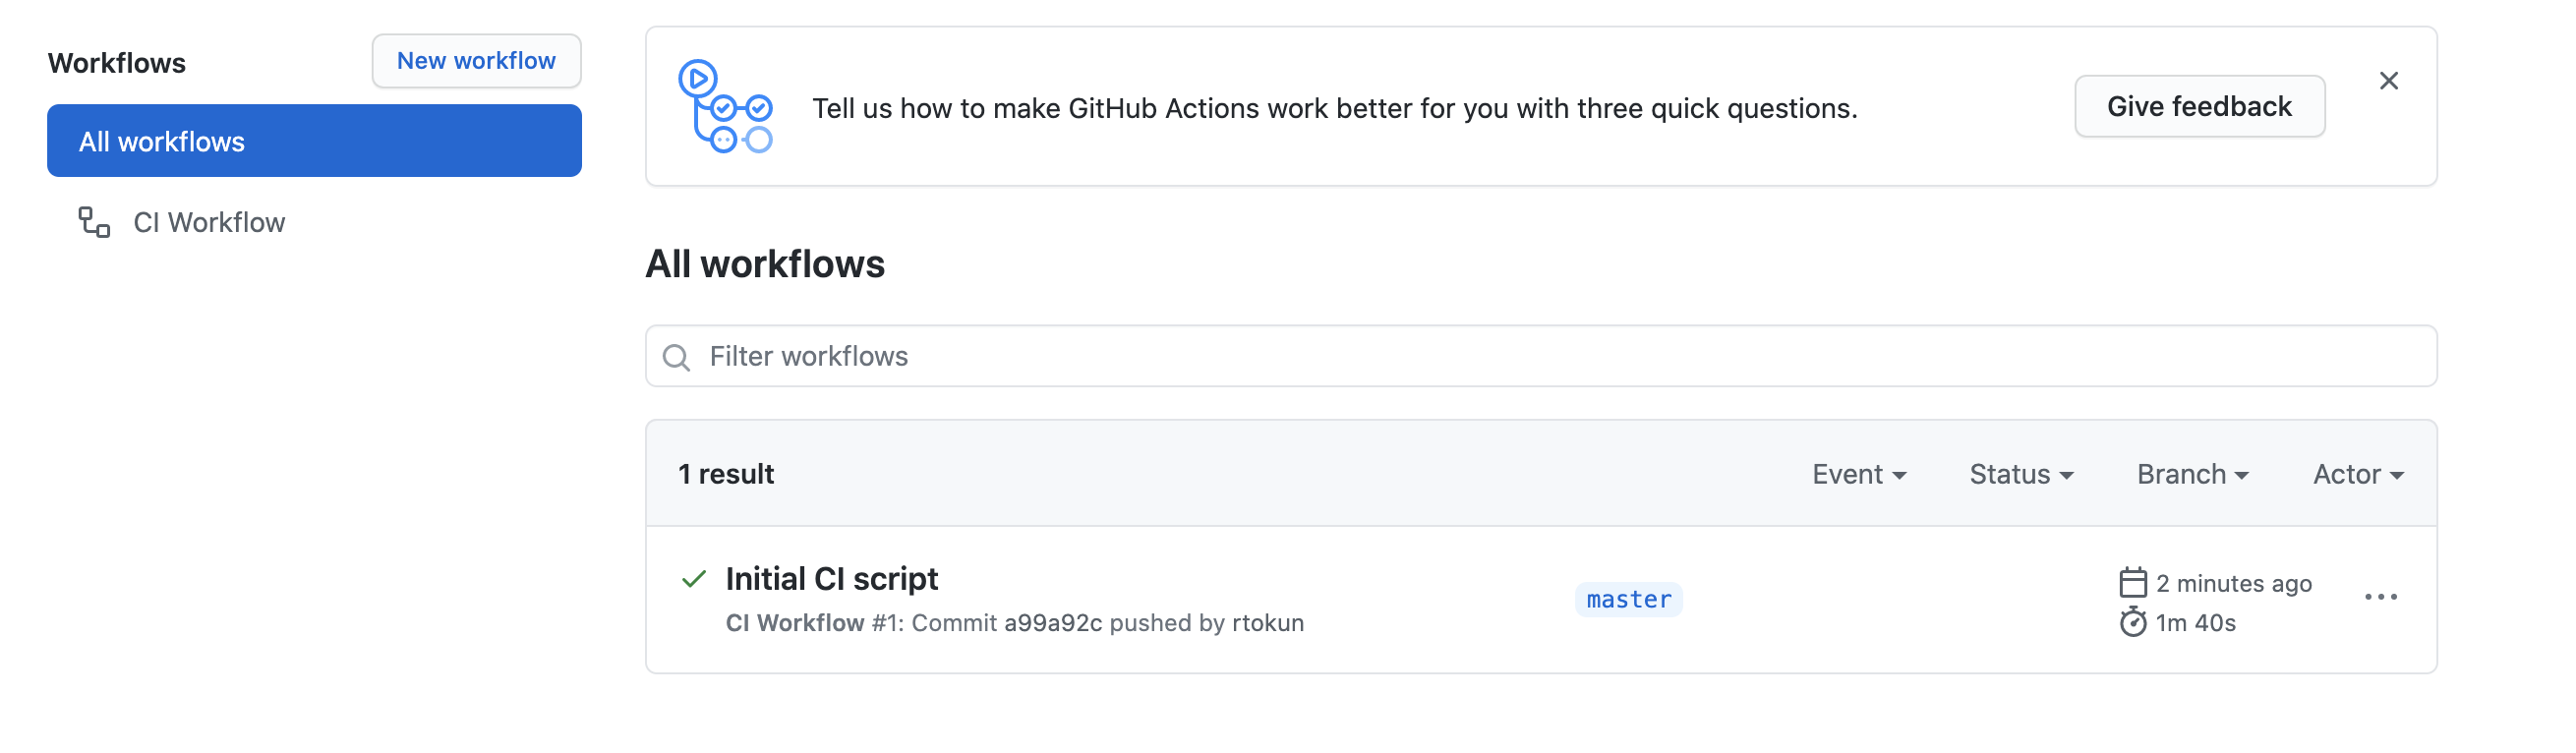 Workflows
New workflow
All workflows
CI Workflow
Tell us how to make GitHub Actions work better for you with three quick questions.
Give feedback
All workflows
Filter workflows
1 result
Event
Status
Branch
Actor
Initial CI script
CI Workflow #1: Commit a99a92c pushed by rtokun
master
2 minutes ago
1m 40s